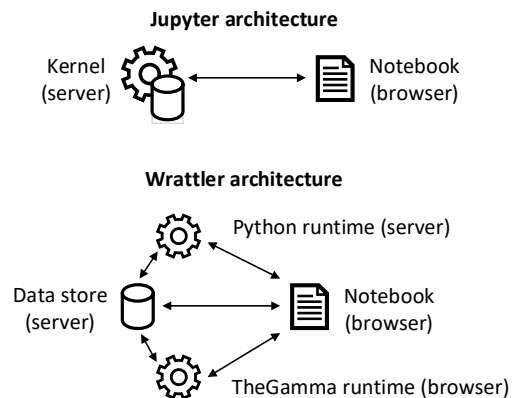 Jupyter architecture
Kernel
(server)
Notebook
(browser)
Wrattler architecture
Python runtime (server)
Data store
(server)
Notebook
(browser)
TheGamma runtime (browser)